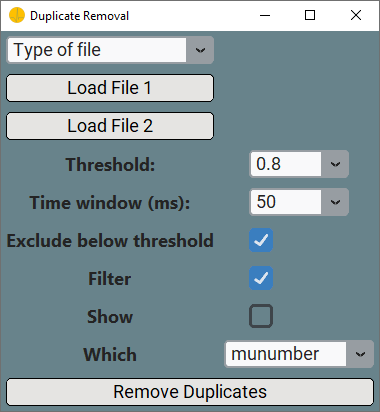 Duplicate Removal
Type of file
Load File 1
Load File 2
Threshold: 0.8
Time window (ms): 50
Exclude below threshold
Filter
Show
Which munumber
Remove Duplicates